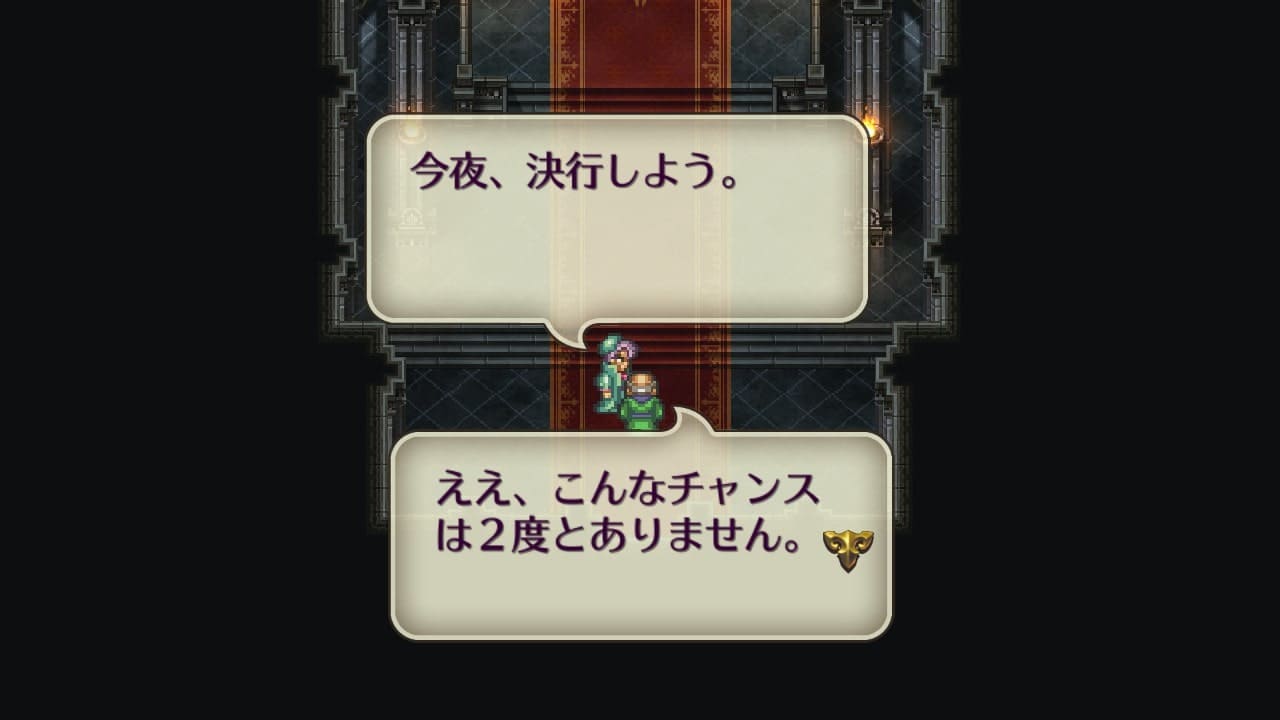 今夜、決行しよう。
ええ、こんなチャンス
は２度とありません。